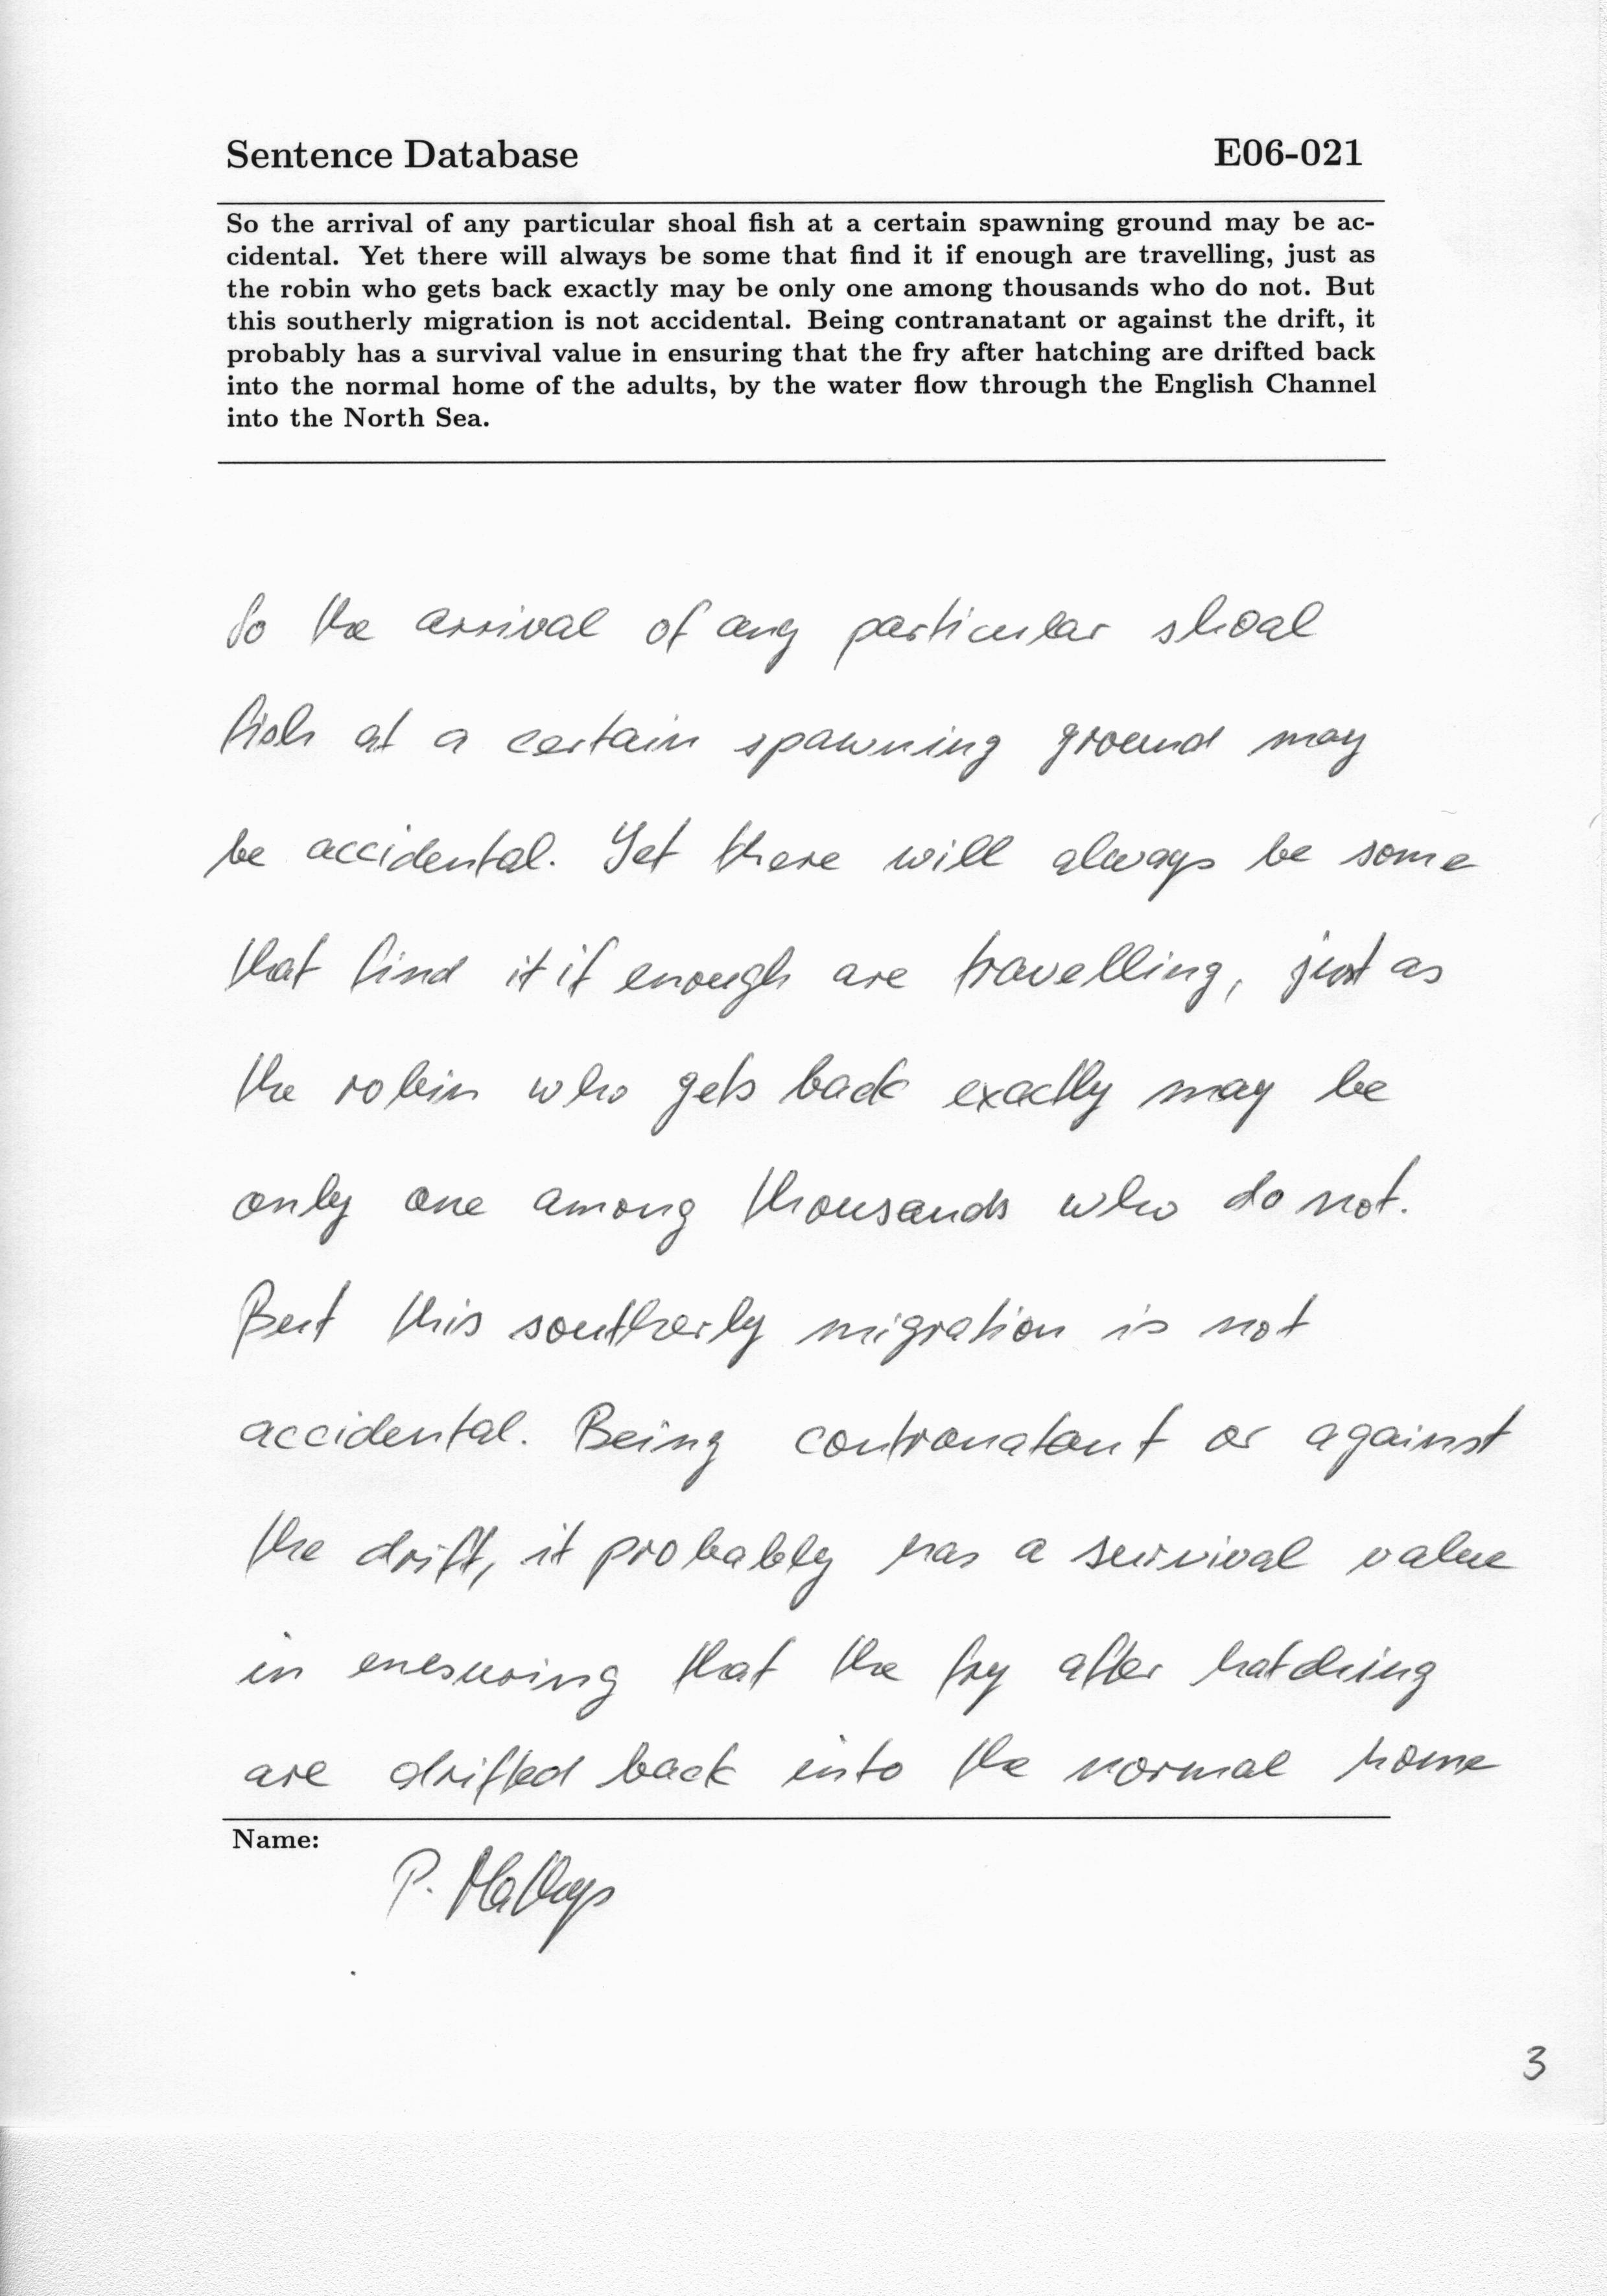 Sentence Database E06-021
So the arrival of any particular shoal fish at a certain spawning ground may be ac-
cidental. Yet there will always be some that find it if enough are travelling, just as
the robin who gets back exactly may be only one among thousands who do not. But
this southerly migration is not accidental. Being contranatant or against the drift, it
probably has a survival value in ensuring that the fry after hatching are drifted back
into the normal home of the adults, by the water flow through the English Channel
into the North Sea.
So the arrival of any particular shoal
fish at a certain spawning ground may
be accidental. Yet there will always be some
that find it if enough are travelling, just as
the robin who gets back exactly may be
only one among thousands who do not.
But this southerly migration is not
accidental. Being contranatant or against
the drift, it probably has a survival value
in enesuring that the fry after hatching
are drifted back into the normal home
Name:
P. Mathys
3